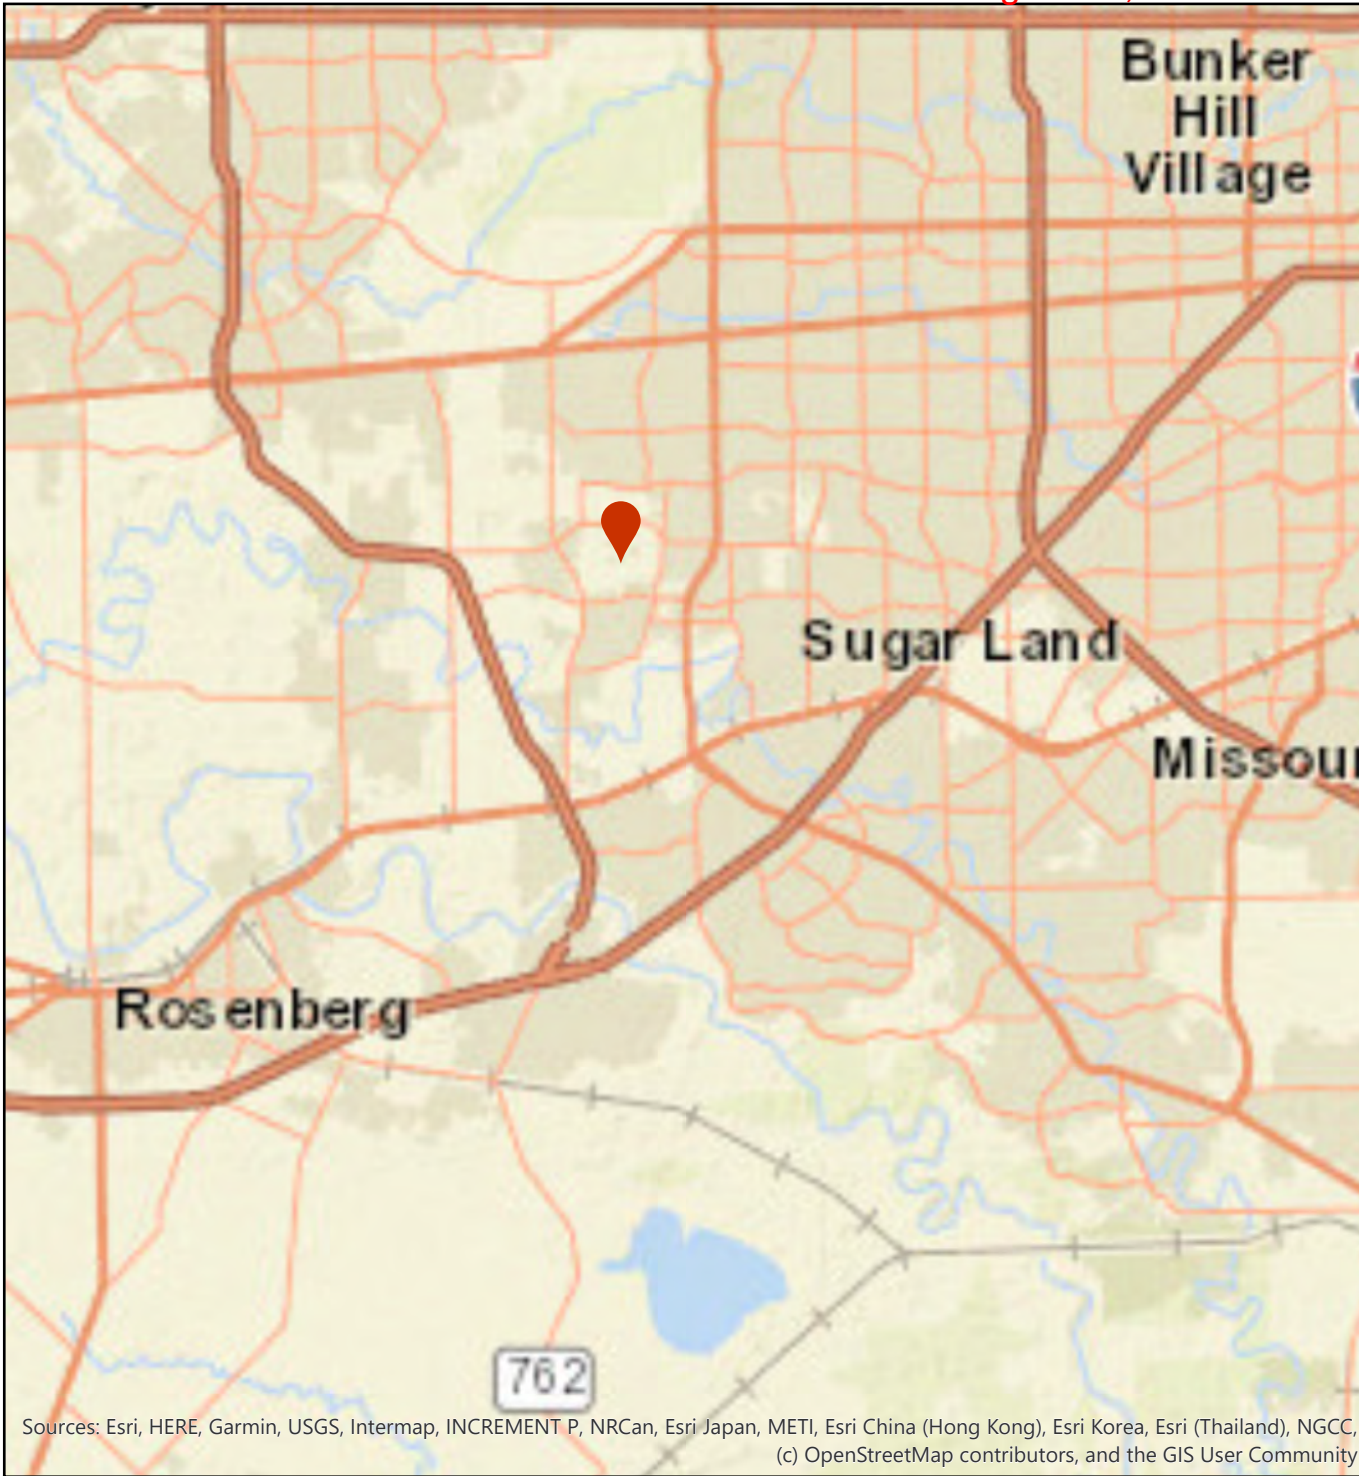 Bunker
Hill
Village
Sugar Land
Missour
Rosenberg
762
Sources: Esri, HERE, Garmin, USGS, Intermap, INCREMENT P, NRCan, Esri Japan, METI, Esri China (Hong Kong), Esri Korea, Esri (Thailand), NGCC,
(c) OpenStreetMap contributors, and the GIS User Community